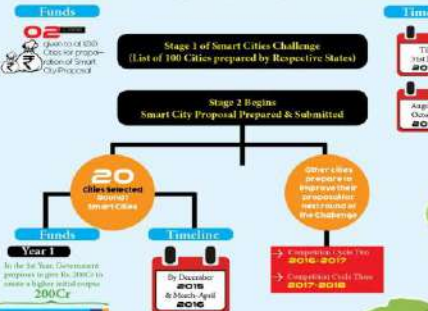 Funds
02
given to all 100
Cities for prepa-
ration of Smart
City Proposal
Stage 1 of Smart Cities Challenge
(List of 100 Cities prepared by Respective States)
Stage 2 Begins
Smart City Proposal Prepared & Submitted
20
Cities Selected
Round 1
Smart Cities
Other cities
prepare to
improve their
proposal for
next round of
the Challenge
Funds
Year 1
In the 1st Year, Government
proposes to give Rs. 200Cr to
create a higher initial corpus
200Cr
Timeline
By December
2015
& March-April
2016
Competition Cycle Two
2016-2017
Competition Cycle Three
2017-2018